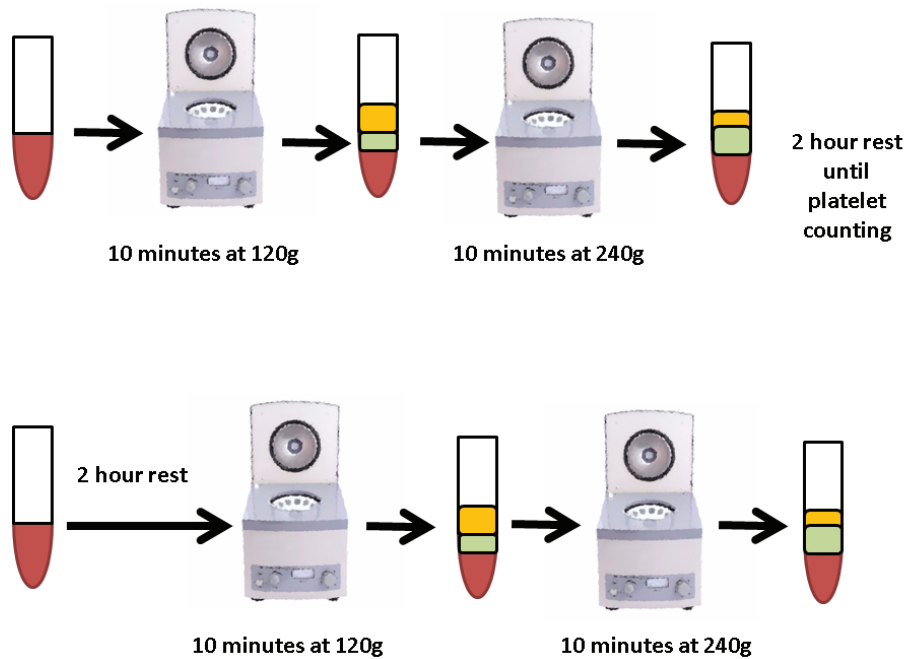 2 hour rest
until
platelet
counting
10 minutes at 120g
10 minutes at 240g
2 hour rest
10 minutes at 120g
10 minutes at 240g